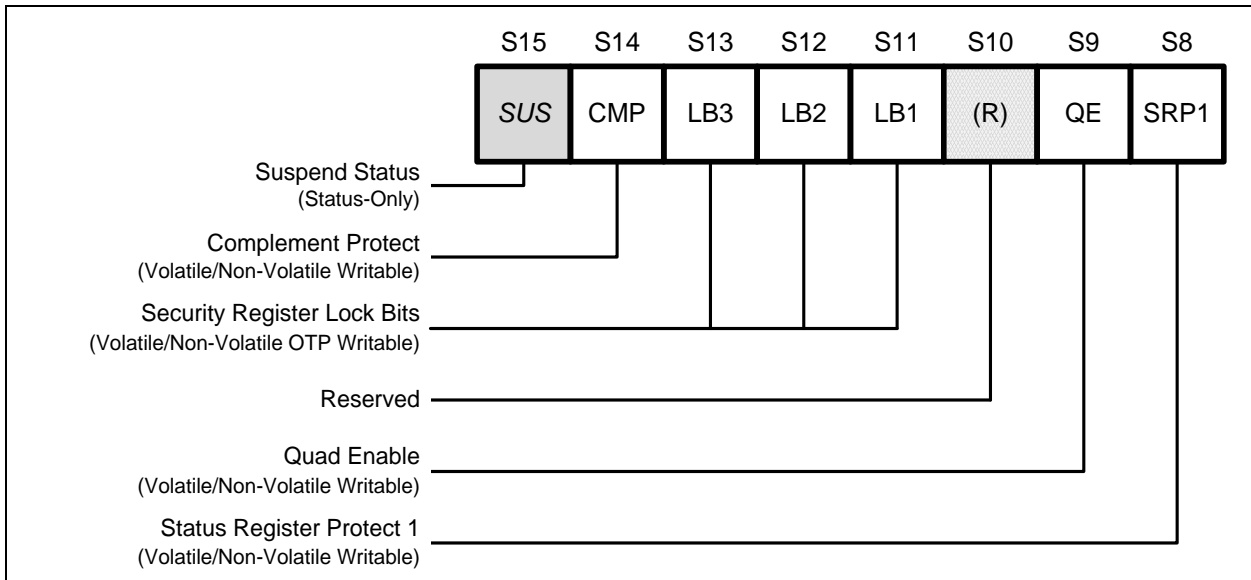 S15 S14 S13 S12 S11 S10 S9 S8
SUS CMP LB3 LB2 LB1 (R) QE SRP1
Suspend Status
(Status-Only)
Complement Protect
(Volatile/Non-Volatile Writable)
Security Register Lock Bits
(Volatile/Non-Volatile OTP Writable)
Reserved
Quad Enable
(Volatile/Non-Volatile Writable)
Status Register Protect 1
(Volatile/Non-Volatile Writable)